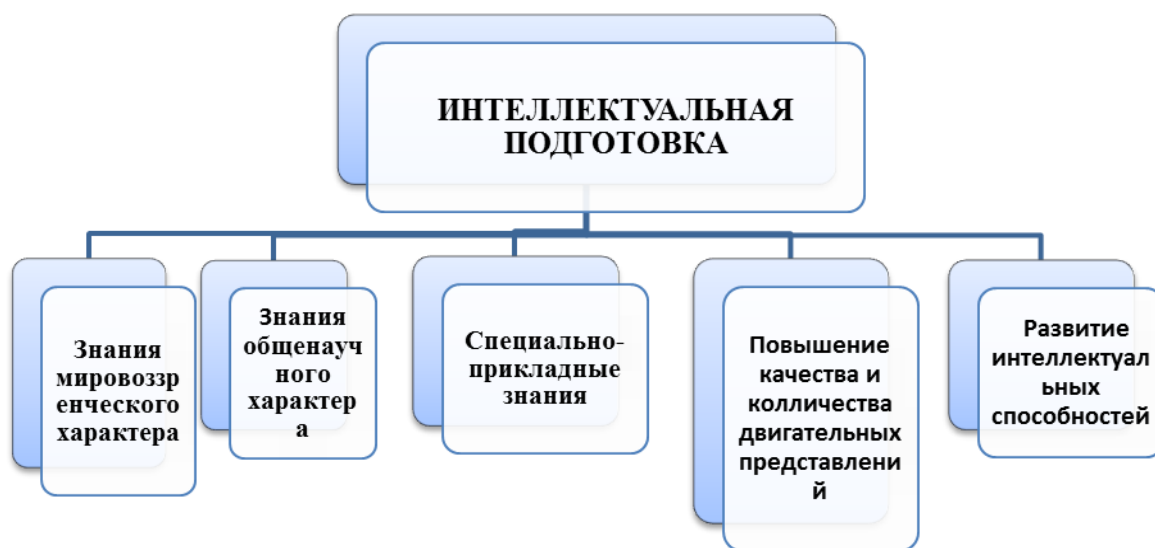 ИНТЕЛЛЕКТУАЛЬНАЯ
ПОДГОТОВКА
Знания
мировоззр
енческого
характера
Знания
общенауч
ного
характер
а
Специально-
прикладные
знания
Повышение
качества и
колличества
двигательных
представлени
й
Развитие
интеллектуал
ьных
способностей